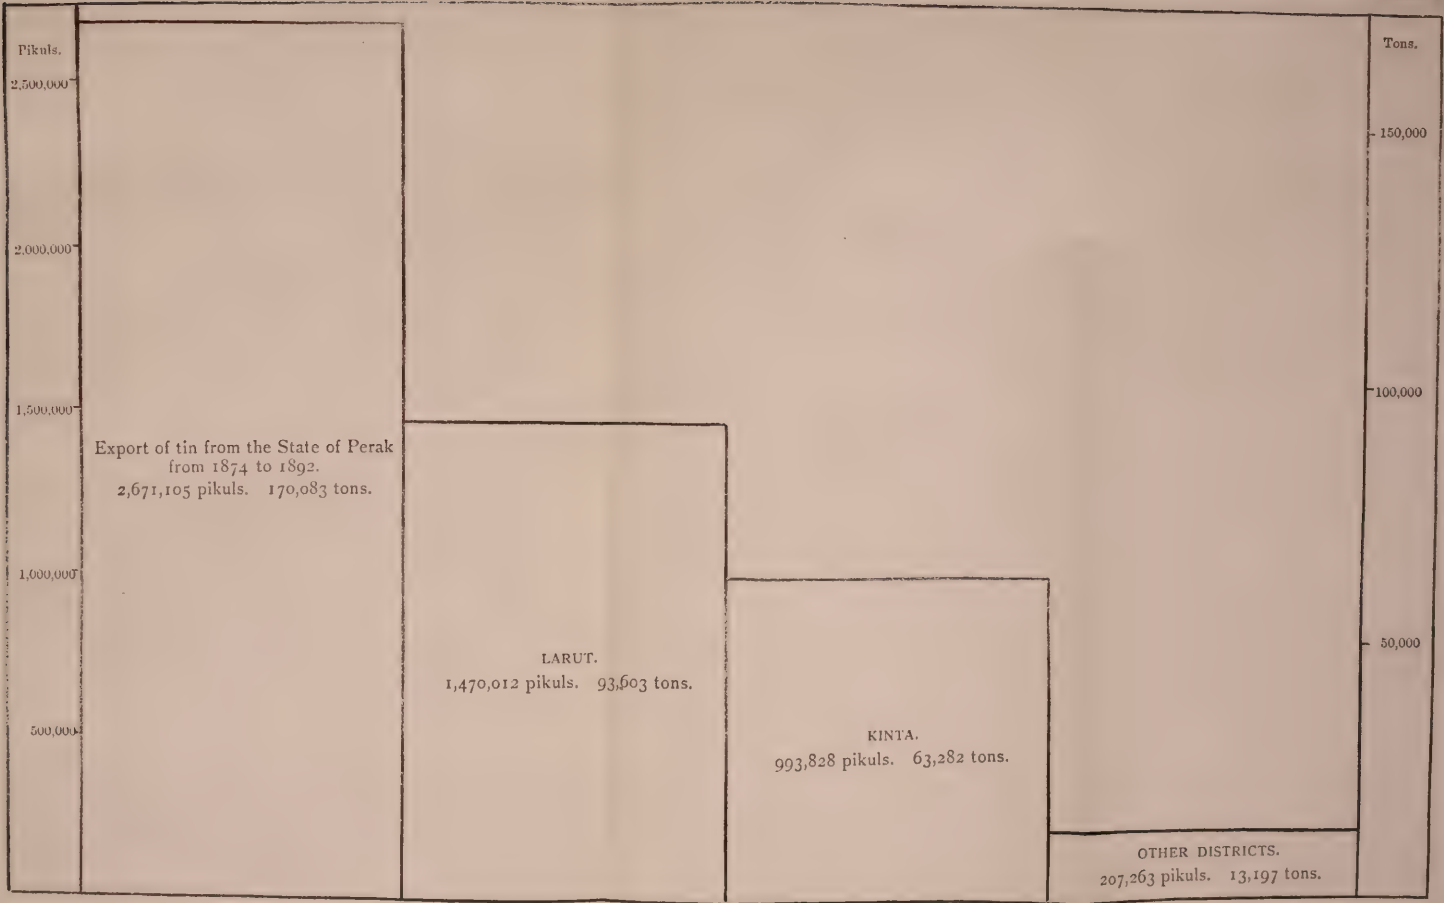 Pikuls.
2,500,000
2,000,000
1,500,000
1,000,000
500,000
Export of tin from the State of Perak
from 1874 to 1892.
2,671,105 pikuls. 170,083 tons.
LARUT.
1,470,012 pikuls. 93,603 tons.
KINTA.
993,828 pikuls. 63,282 tons.
OTHER DISTRICTS.
207,263 pikuls. 13,197 tons.
Tons.
150,000
100,000
50,000